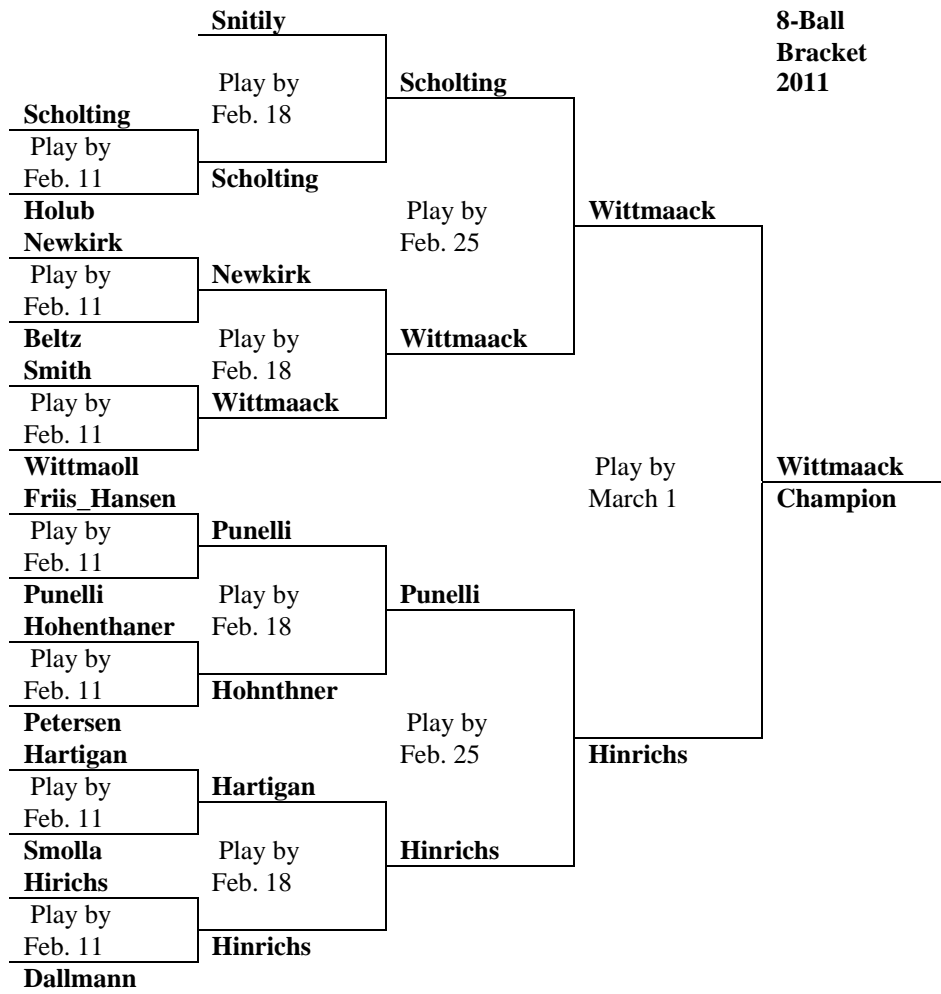 Snitily
8-Ball
Bracket
2011
Play by
Feb. 18
Scholting
Scholting
Play by
Feb. 11
Scholting
Holub
Play by
Feb. 25
Wittmaack
Newkirk
Play by
Feb. 11
Newkirk
Beltz
Play by
Feb. 18
Wittmaack
Smith
Play by
Feb. 11
Wittmaack
Wittmaoll
Play by
March 1
Wittmaack
Champion
Friis_Hansen
Play by
Feb. 11
Punelli
Punelli
Play by
Feb. 18
Punelli
Hohenthaner
Play by
Feb. 11
Hohnthner
Petersen
Play by
Feb. 25
Hinrichs
Hartigan
Play by
Feb. 11
Hartigan
Smolla
Play by
Feb. 18
Hinrichs
Hirichs
Play by
Feb. 11
Hinrichs
Dallmann